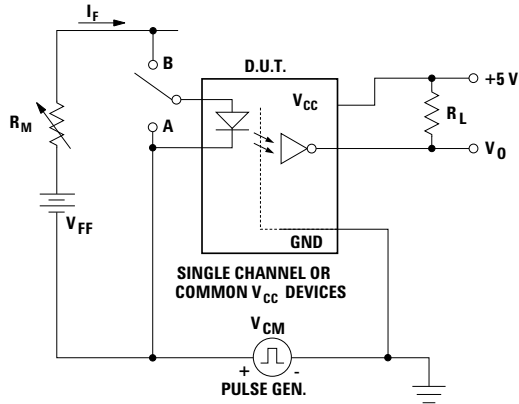 I_F
B
D.U.T.
+5 V
V_CC
R_M
R_L
A
V_O
V_FF
GND
SINGLE CHANNEL OR
COMMON V_CC DEVICES
V_CM
+ -
PULSE GEN.